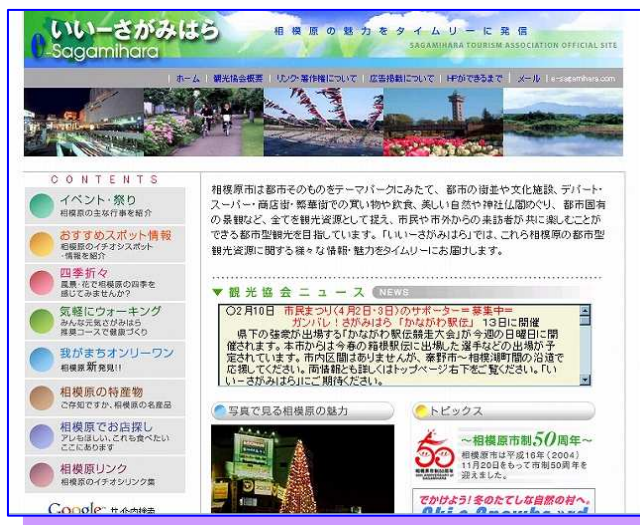 いいーさがみはら
e-Sagamihara
相模原の魅力をタイムリーに発信
SAGAMIHARA TOURISM ASSOCIATION OFFICIAL SITE
| ホーム | 観光協会概要 | リンク・著作権について | 広告掲載について | HPができるまで | メール | e-sagamihara.com
CONTENTS
イベント・祭り
相模原の主な行事を紹介
おすすめスポット情報
相模原のイチオシスポット
-情報を紹介
四季折々
風景・花で相模原の四季を
感じてみませんか?
気軽にウォーキング
みんな元気さがみはら
推奨コースで健康づくり
我がまちオンリーワン
相模原新発見!!
相模原の特産物
ご存知ですか、相模原の名産品
相模原でお店探し
アレもほしい、これも食べたい
ここにあります
相模原リンク
相模原のイチオシリンク集
Google サイト内検索
相模原市は都市そのものをテーマパークにみたて、都市の街並や文化施設、デパート・
スーパー・商店街・繁華街での買い物や飲食、美しい自然や神社仏閣めぐり、都市固有
の景観など、全てを観光資源として捉え、市民や市外からの来訪者が共に楽しむことが
できる都市型観光を目指しています。「いいーさがみはら」では、これら相模原の都市型
観光資源に関する様々な情報・魅力をタイムリーにお届けします。
▼観光協会ニュース NEWS
○2月10日 市民まつり(4月2日・3日)のサポーター=募集中=
ガンバレ!さがみはら「かながわ駅伝」 13日に開催
県下の強豪が出場する「かながわ駅伝競走大会」が今週の日曜日に開
催されます。本市からは今春の箱根駅伝に出場した選手などの出場が予
定されています。市内区間はありませんが、秦野市~相模湖町間の沿道で
応援してください。両情報とも詳しくはトップページ右下をご覧ください。「い
いーさがみはら」にご期待ください。
写真で見る相模原の魅力
トピックス
50
相模原市制50周年
~相模原市制50周年~
相模原市は平成16年(2004)
11月20日をもって市制50周年を
迎えました。
でかけよう!冬のたてしな自然の村へ。